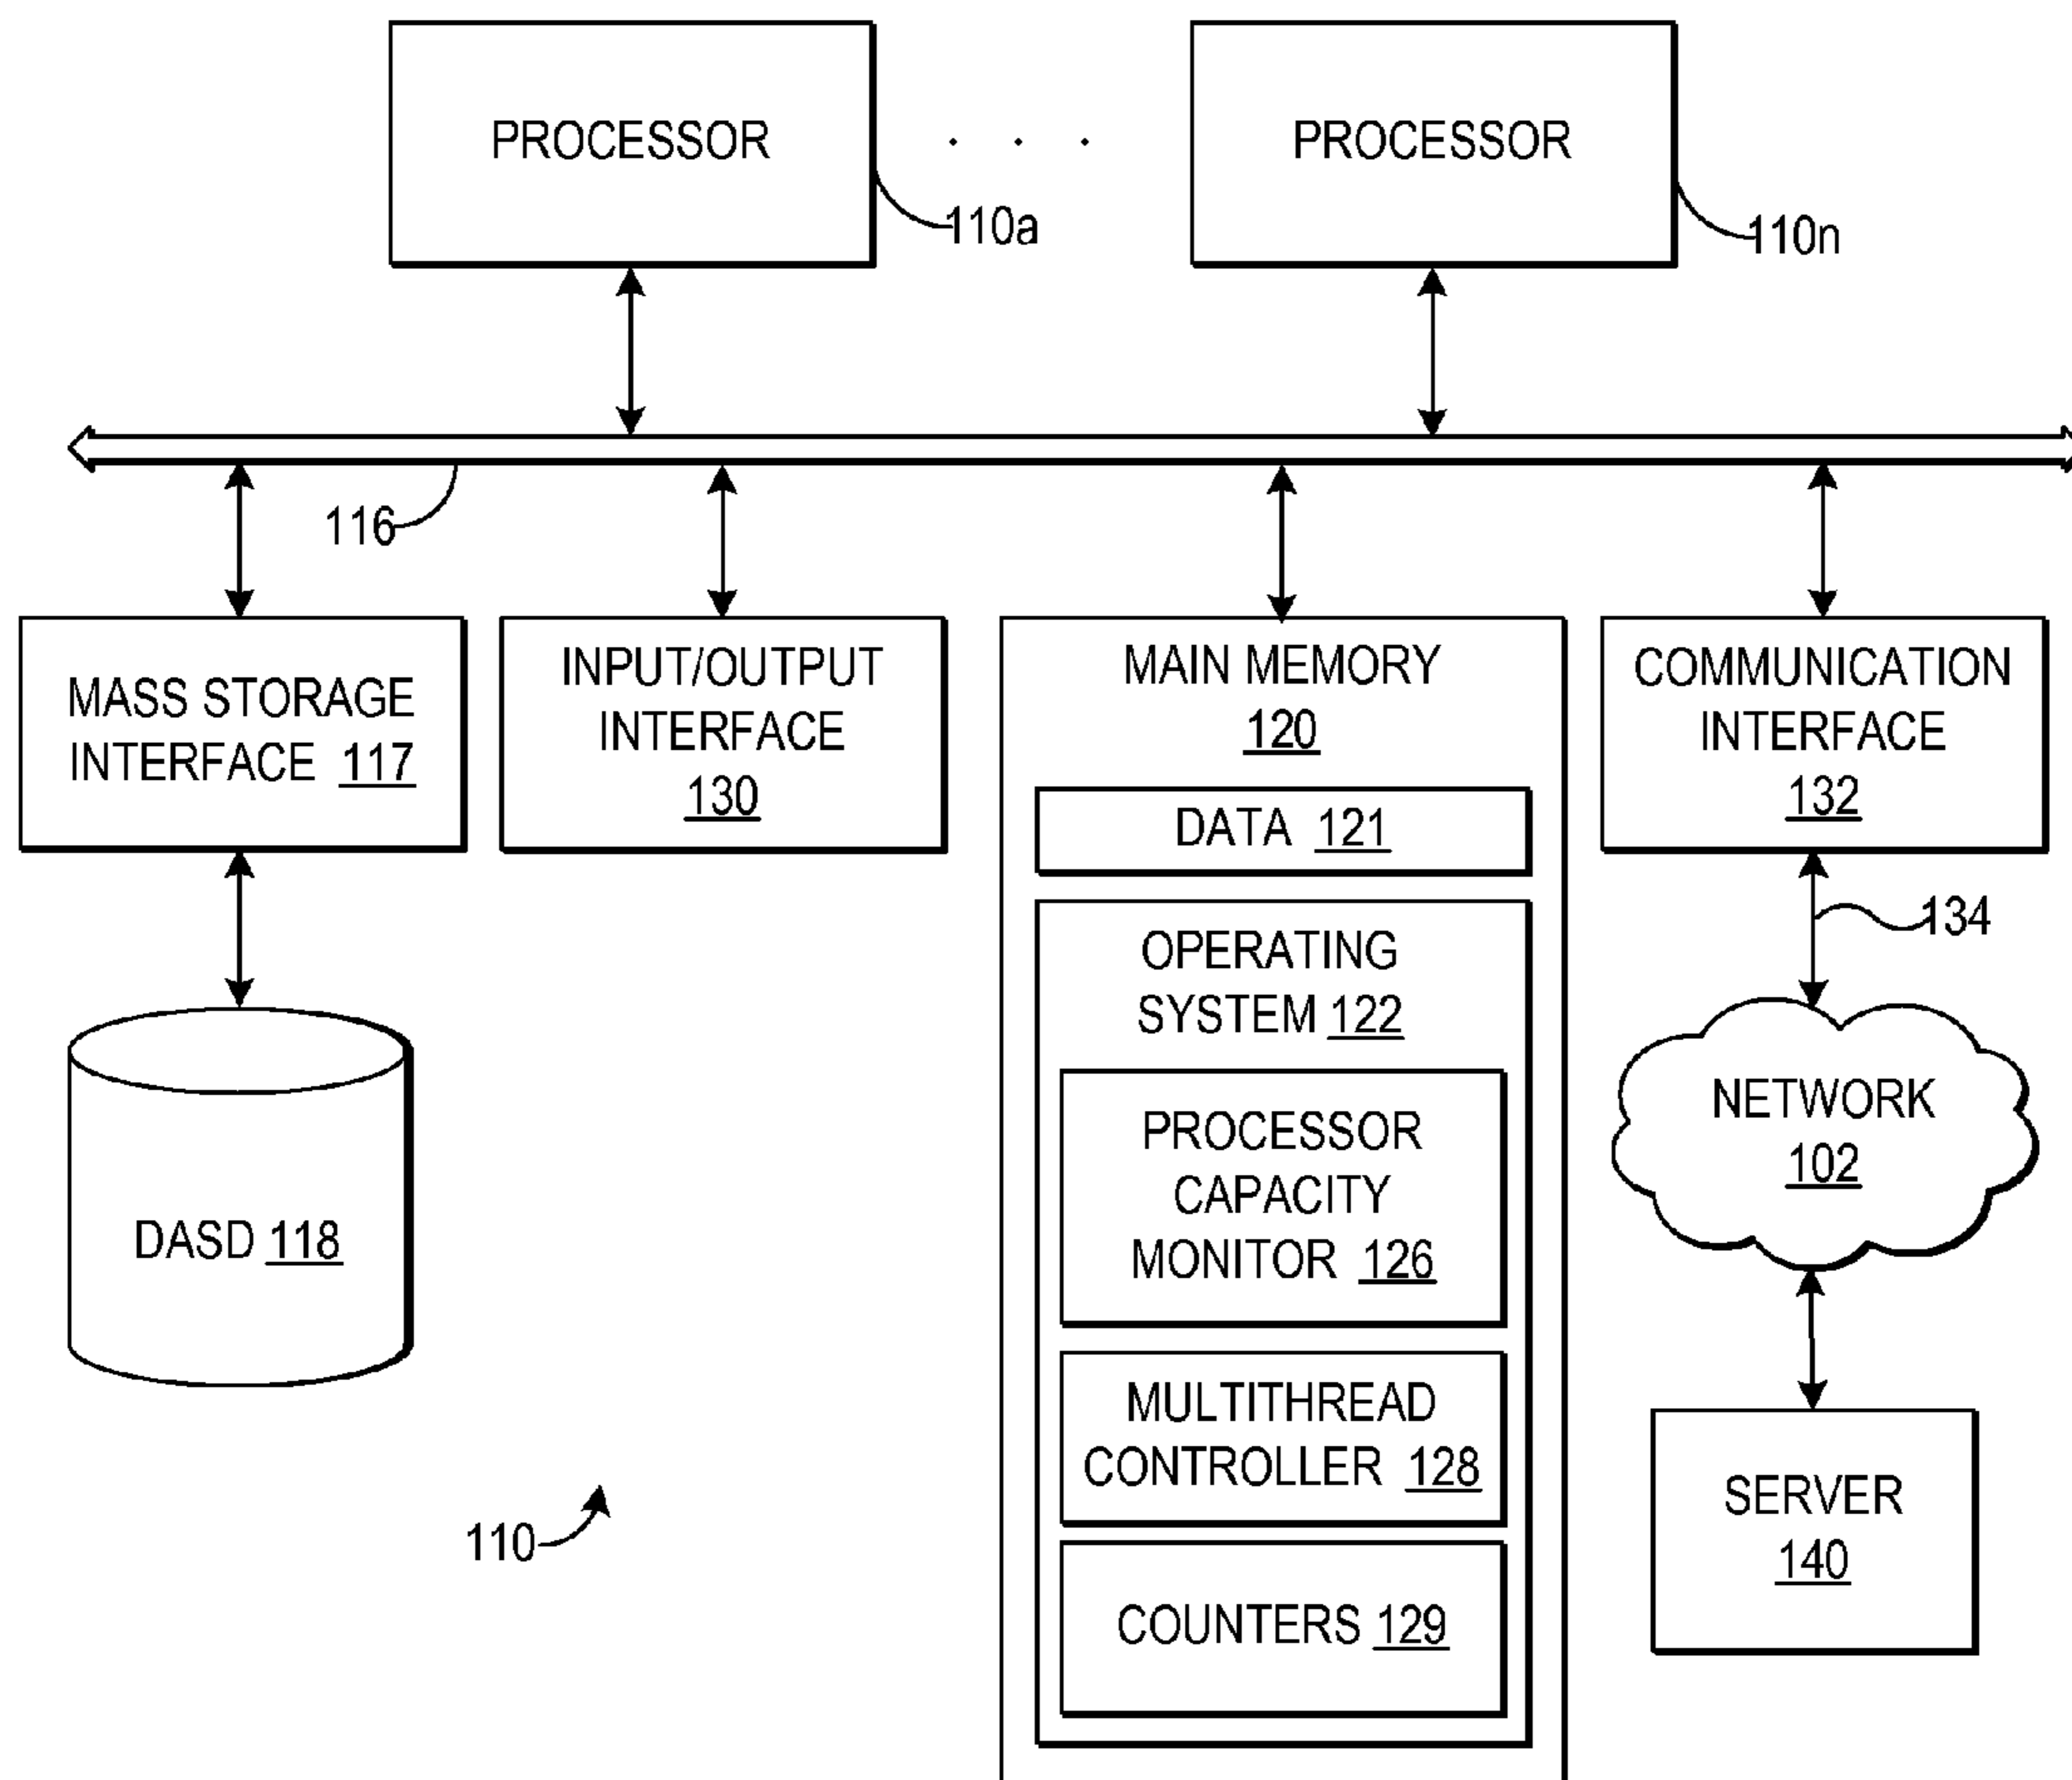 PROCESSOR
PROCESSOR
110a
110n
116
MASS STORAGE
INTERFACE 117
INPUT/OUTPUT
INTERFACE
130
MAIN MEMORY
120
COMMUNICATION
INTERFACE
132
DATA 121
134
OPERATING
SYSTEM 122
PROCESSOR
CAPACITY
MONITOR 126
NETWORK
102
DASD 118
MULTITHREAD
CONTROLLER 128
SERVER
140
110
COUNTERS 129